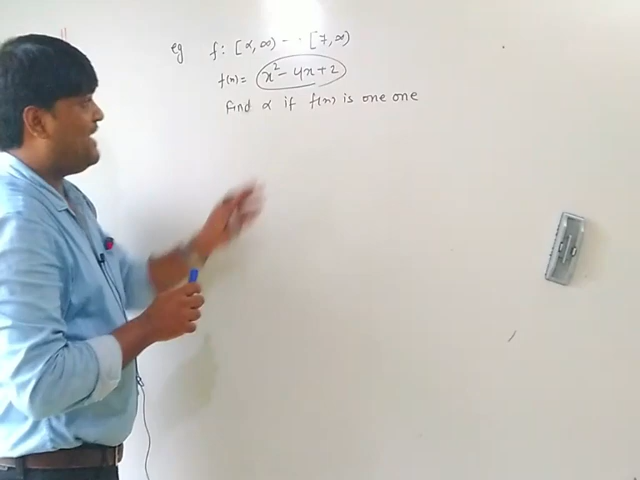 eg f: [α, ∞) -- · [7, ∞)
f(x) = x² - 4x + 2
find α if f(x) is one one